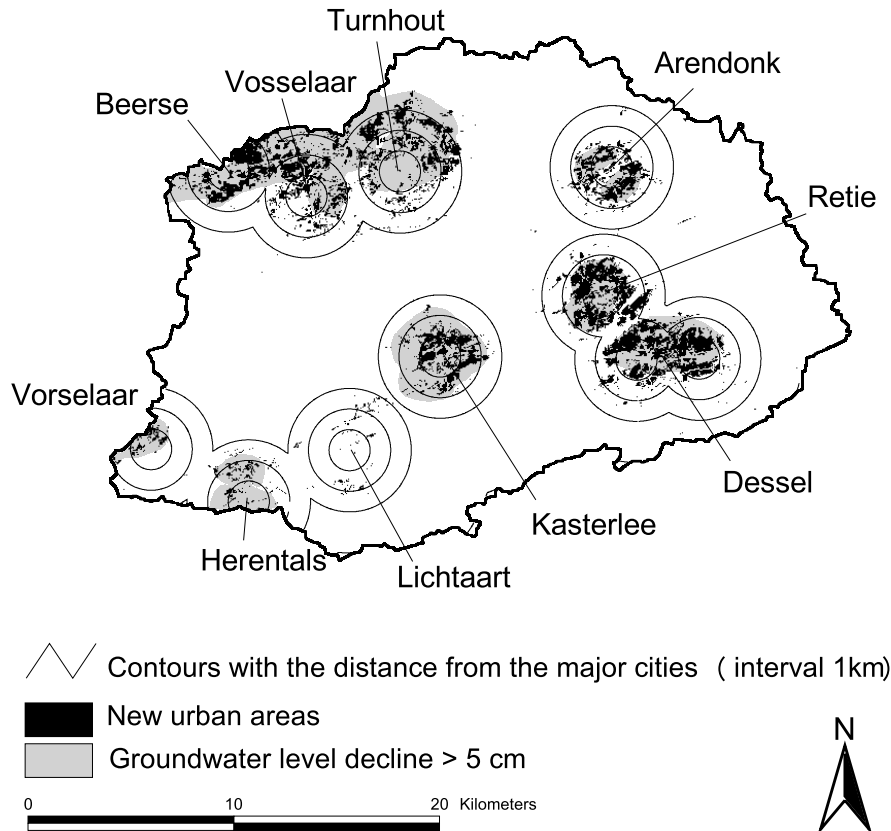 Turnhout
Arendonk
Vosselaar
Beerse
Retie
Vorselaar
Dessel
Kasterlee
Herentals
Lichtaart
Contours with the distance from the major cities ( interval 1km)
New urban areas
Groundwater level decline > 5 cm
N
0 10 20 Kilometers